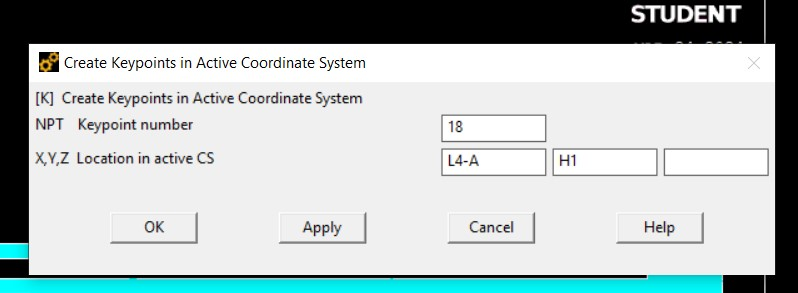 STUDENT
Create Keypoints in Active Coordinate System
[K] Create Keypoints in Active Coordinate System
NPT Keypoint number 18
X,Y,Z Location in active CS L4-A H1
OK Apply Cancel Help